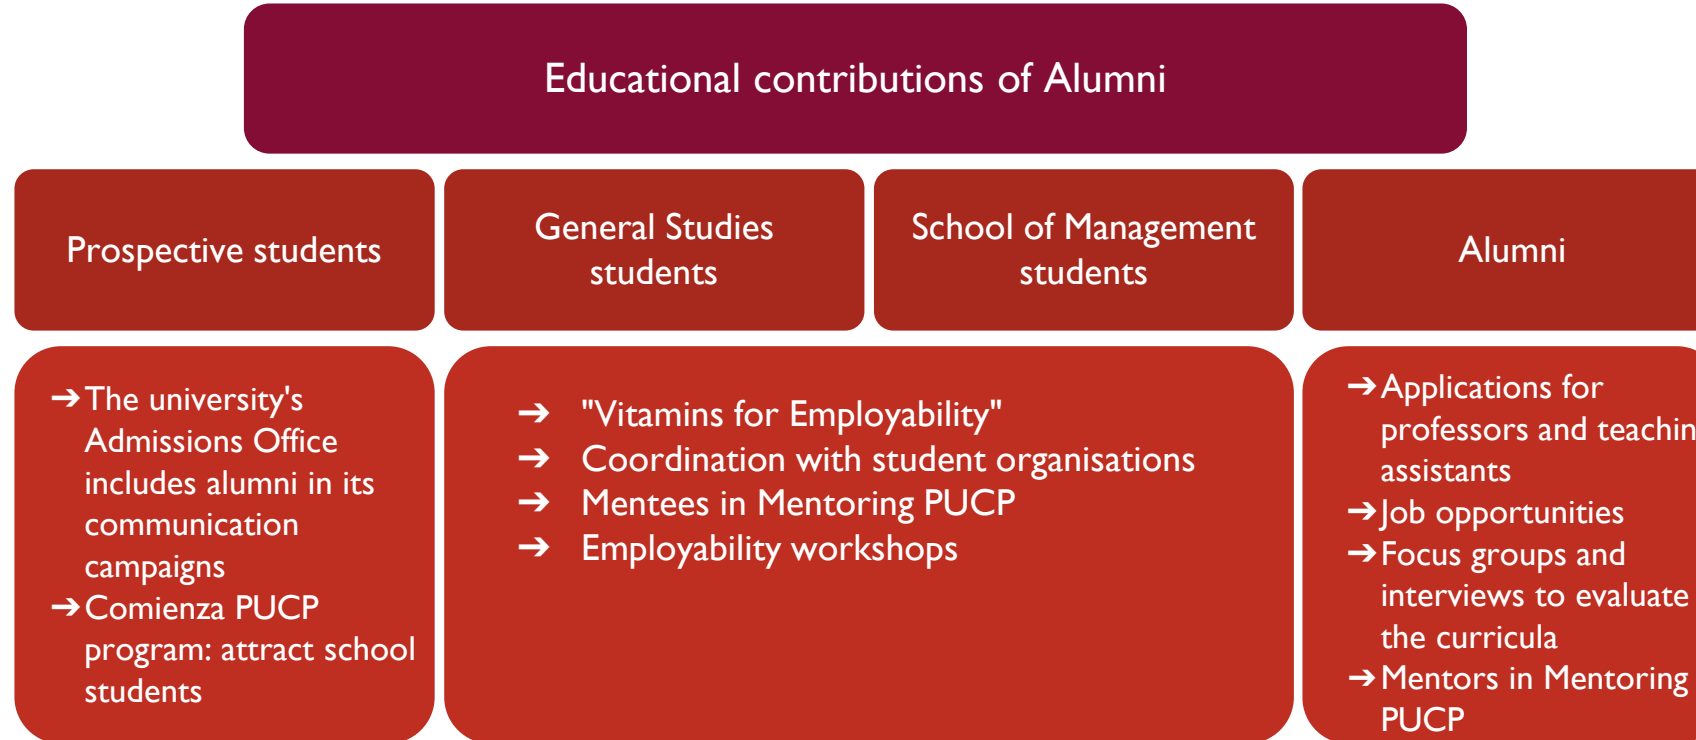 Educational contributions of Alumni
Prospective students
General Studies
students
School of Management
students
Alumni
➔ The university's
Admissions Office
includes alumni in its
communication
campaigns
➔ Comienza PUCP
program: attract school
students
➔ "Vitamins for Employability"
➔ Coordination with student organisations
➔ Mentees in Mentoring PUCP
➔ Employability workshops
➔ Applications for
professors and teachin
assistants
➔ Job opportunities
➔ Focus groups and
interviews to evaluate
the curricula
➔ Mentors in Mentoring
PUCP